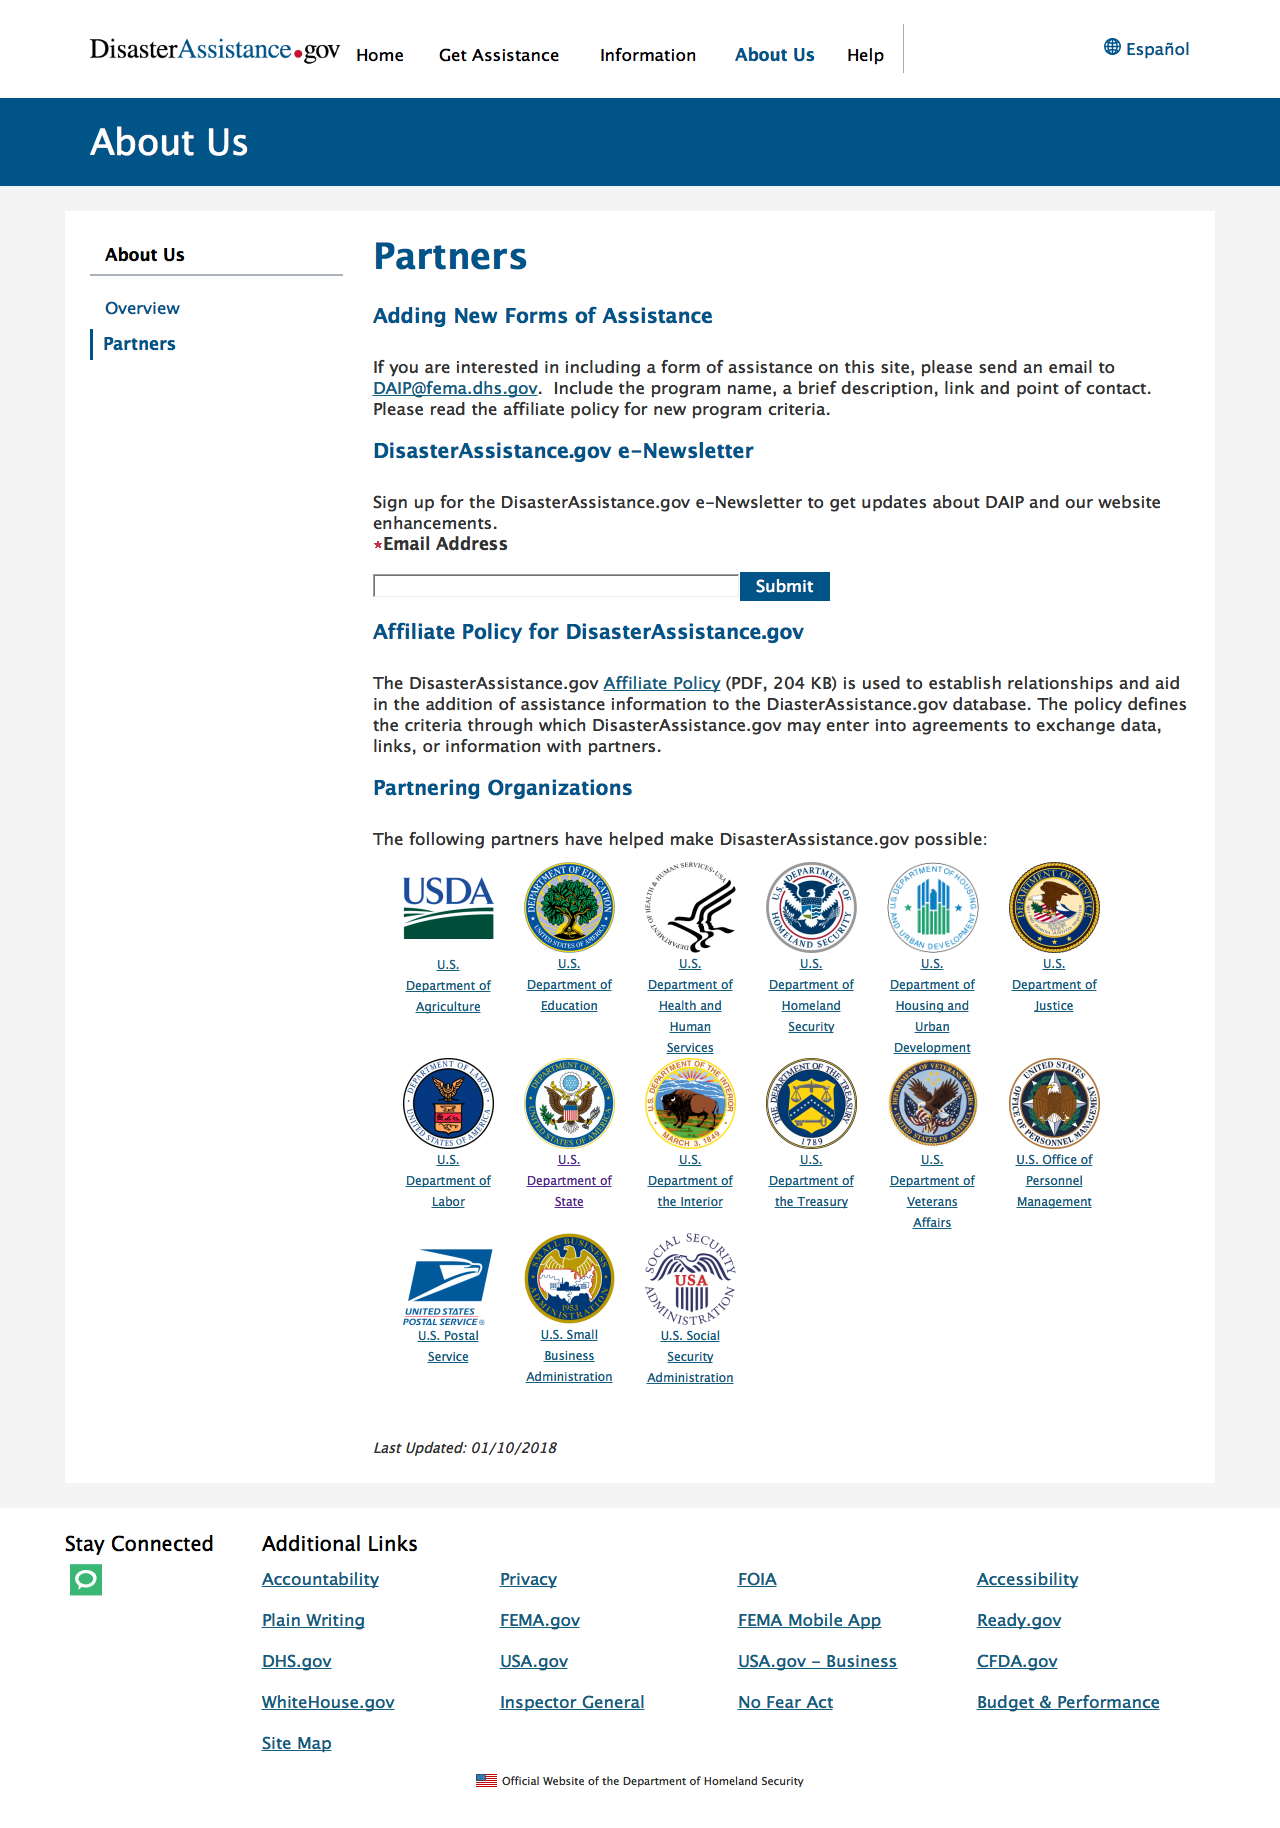 DisasterAssistance.gov
Home Get Assistance Information About Us Help
Español
About Us
About Us
Overview
Partners
Partners
Adding New Forms of Assistance
If you are interested in including a form of assistance on this site, please send an email to
DAIP@fema.dhs.gov. Include the program name, a brief description, link and point of contact.
Please read the affiliate policy for new program criteria.
DisasterAssistance.gov e-Newsletter
Sign up for the DisasterAssistance.gov e-Newsletter to get updates about DAIP and our website
enhancements.
*Email Address
Submit
Affiliate Policy for DisasterAssistance.gov
The DisasterAssistance.gov Affiliate Policy (PDF, 204 KB) is used to establish relationships and aid
in the addition of assistance information to the DiasterAssistance.gov database. The policy defines
the criteria through which DisasterAssistance.gov may enter into agreements to exchange data,
links, or information with partners.
Partnering Organizations
The following partners have helped make DisasterAssistance.gov possible:
USDA
DEPARTMENT OF EDUCATION
UNITED STATES OF AMERICA
DEPARTMENT OF HEALTH & HUMAN SERVICES · USA
U.S. DEPARTMENT OF
HOMELAND SECURITY
U.S. DEPARTMENT OF HOUSING
AND URBAN DEVELOPMENT
DEPARTMENT OF JUSTICE
U.S.
Department of
Agriculture
U.S.
Department of
Education
U.S.
Department of
Health and
Human
Services
U.S.
Department of
Homeland
Security
U.S.
Department of
Housing and
Urban
Development
U.S.
Department of
Justice
DEPARTMENT OF LABOR
UNITED STATES OF AMERICA
DEPARTMENT OF STATE
UNITED STATES OF AMERICA
U.S. DEPARTMENT OF THE INTERIOR
MARCH 3, 1849
THE DEPARTMENT OF THE TREASURY
1789
DEPARTMENT OF VETERANS AFFAIRS
UNITED STATES OF AMERICA
UNITED STATES
OFFICE OF PERSONNEL MANAGEMENT
U.S.
Department of
Labor
U.S.
Department of
State
U.S.
Department of
the Interior
U.S.
Department of
the Treasury
U.S.
Department of
Veterans
Affairs
U.S. Office of
Personnel
Management
UNITED STATES
POSTAL SERVICE®
SMALL BUSINESS
1953
ADMINISTRATION
SOCIAL SECURITY
USA
ADMINISTRATION
U.S. Postal
Service
U.S. Small
Business
Administration
U.S. Social
Security
Administration
Last Updated: 01/10/2018
Stay Connected
Additional Links
Accountability Privacy FOIA Accessibility
Plain Writing FEMA.gov FEMA Mobile App Ready.gov
DHS.gov USA.gov USA.gov - Business CFDA.gov
WhiteHouse.gov Inspector General No Fear Act Budget & Performance
Site Map
Official Website of the Department of Homeland Security